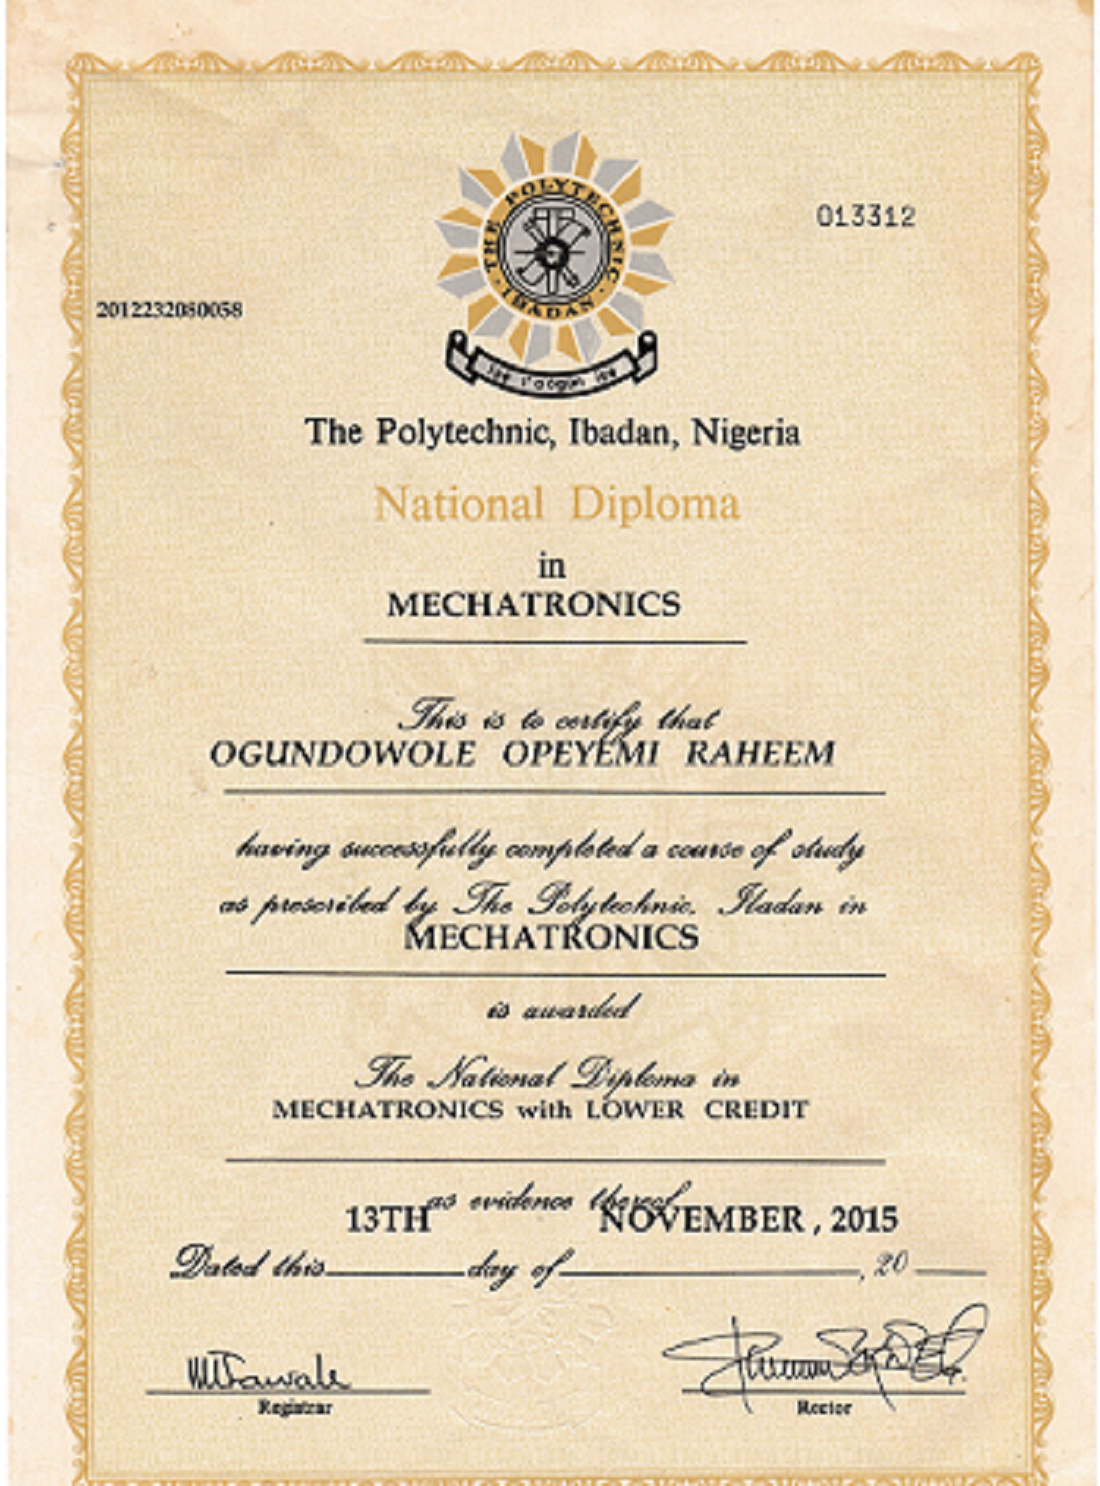 013312
2012232080058
THE POLYTECHNIC
IBADAN
The Polytechnic, Ibadan, Nigeria
National Diploma
in
MECHATRONICS
This is to certify that
OGUNDOWOLE OPEYEMI RAHEEM
having successfully completed a course of study
as prescribed by The Polytechnic, Ibadan in
MECHATRONICS
is awarded
The National Diploma in
MECHATRONICS with LOWER CREDIT
as evidence thereof
13TH NOVEMBER, 2015
Dated this day of , 20
Registrar
Rector